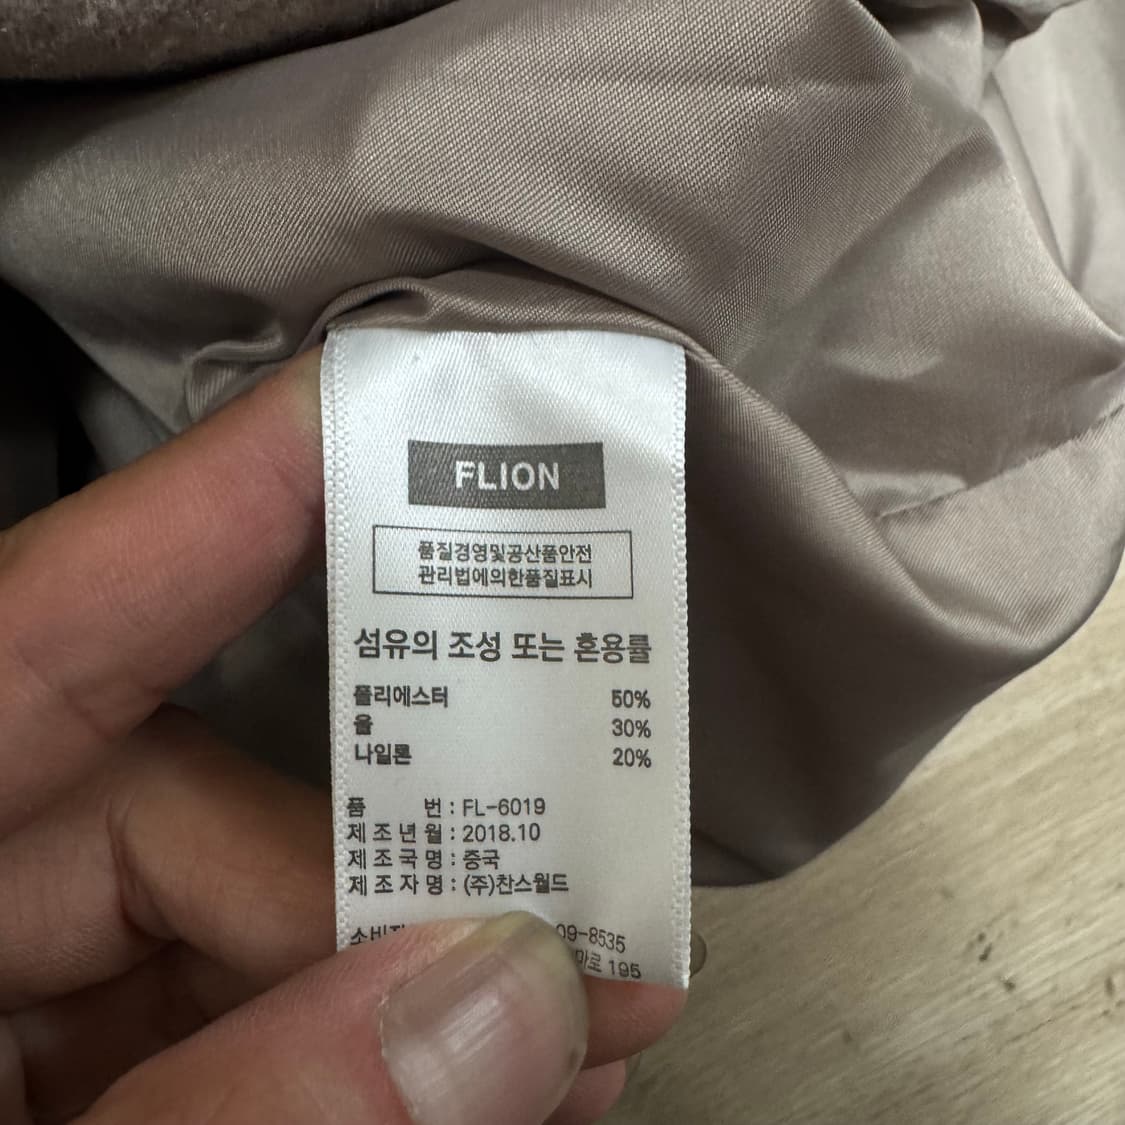 FLION
품질경영및공산품안전
관리법에의한품질표시
섬유의 조성 또는 혼용률
폴리에스터 50%
울 30%
나일론 20%
품 번 : FL-6019
제 조 년 월 : 2018.10
제 조 국 명 : 중국
제 조 자 명 : (주)찬스월드
09-8535
195